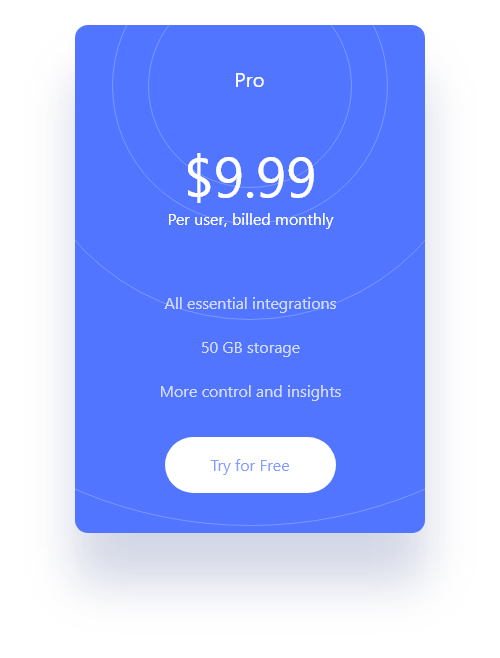 Pro
$9.99
Per user, billed monthly
All essential integrations
50 GB storage
More control and insights
Try for Free